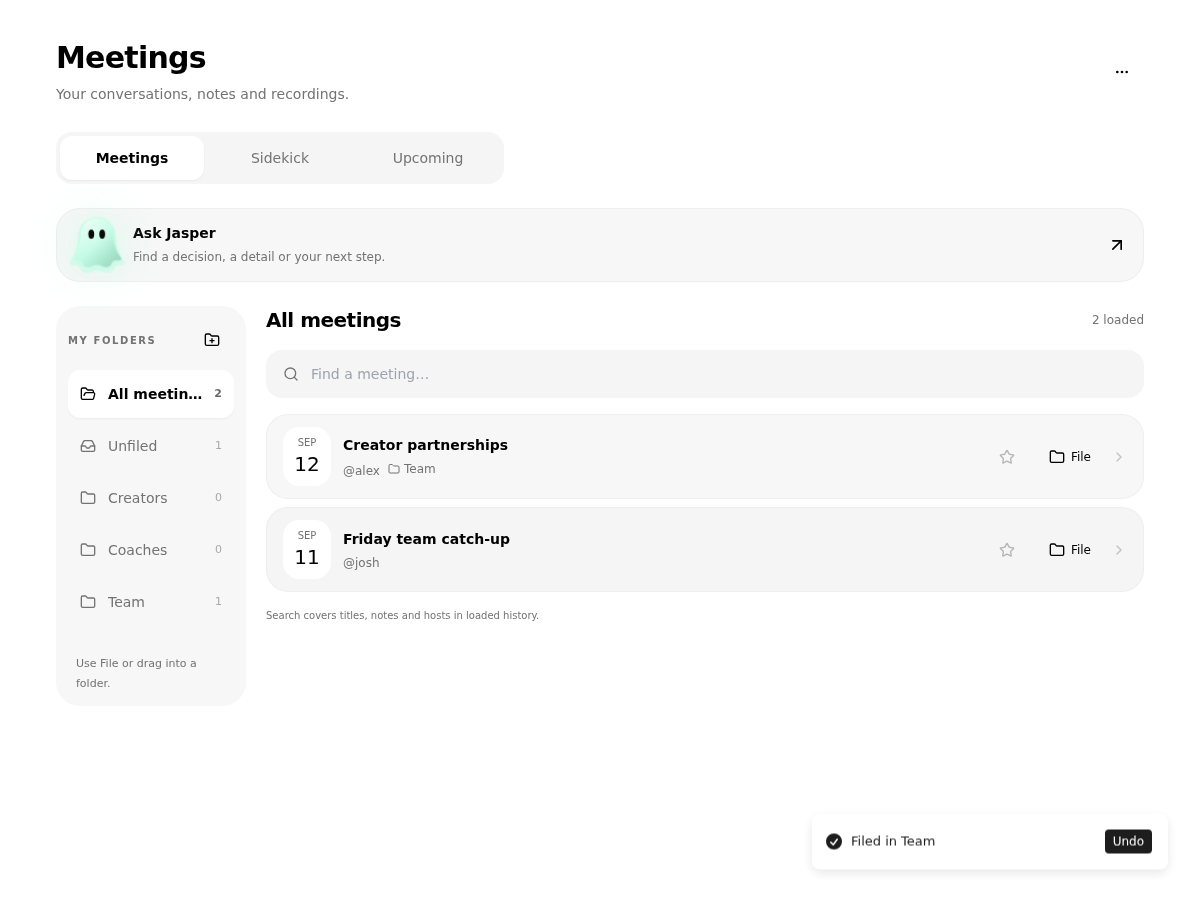 Meetings
Your conversations, notes and recordings.
Meetings
Sidekick
Upcoming
Ask Jasper
Find a decision, a detail or your next step.
MY FOLDERS
All meetin... 2
Unfiled 1
Creators 0
Coaches 0
Team 1
Use File or drag into a
folder.
All meetings
2 loaded
Find a meeting...
SEP
12
Creator partnerships
@alex Team
File
SEP
11
Friday team catch-up
@josh
File
Search covers titles, notes and hosts in loaded history.
Filed in Team
Undo